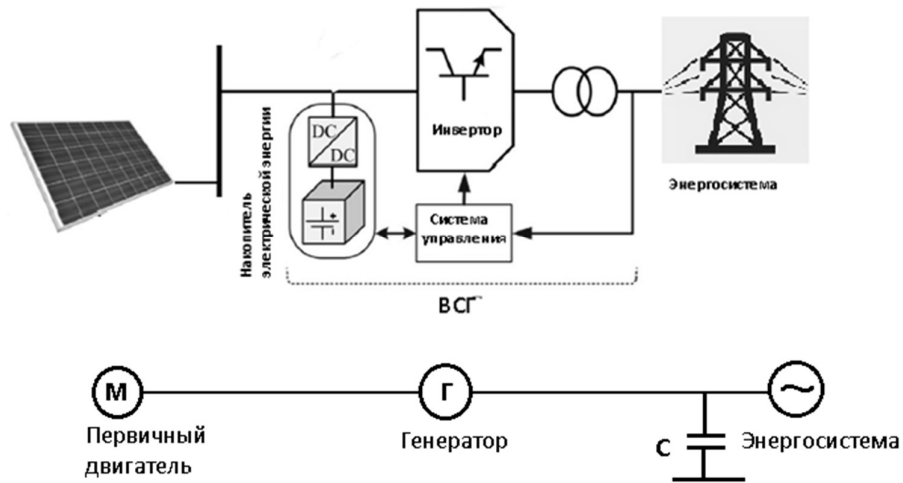 DC
DC
Инвертор
Накопитель
электрической энергии
Система
управления
Энергосистема
ВСГ
М
Первичный
двигатель
Г
Генератор
С
Энергосистема